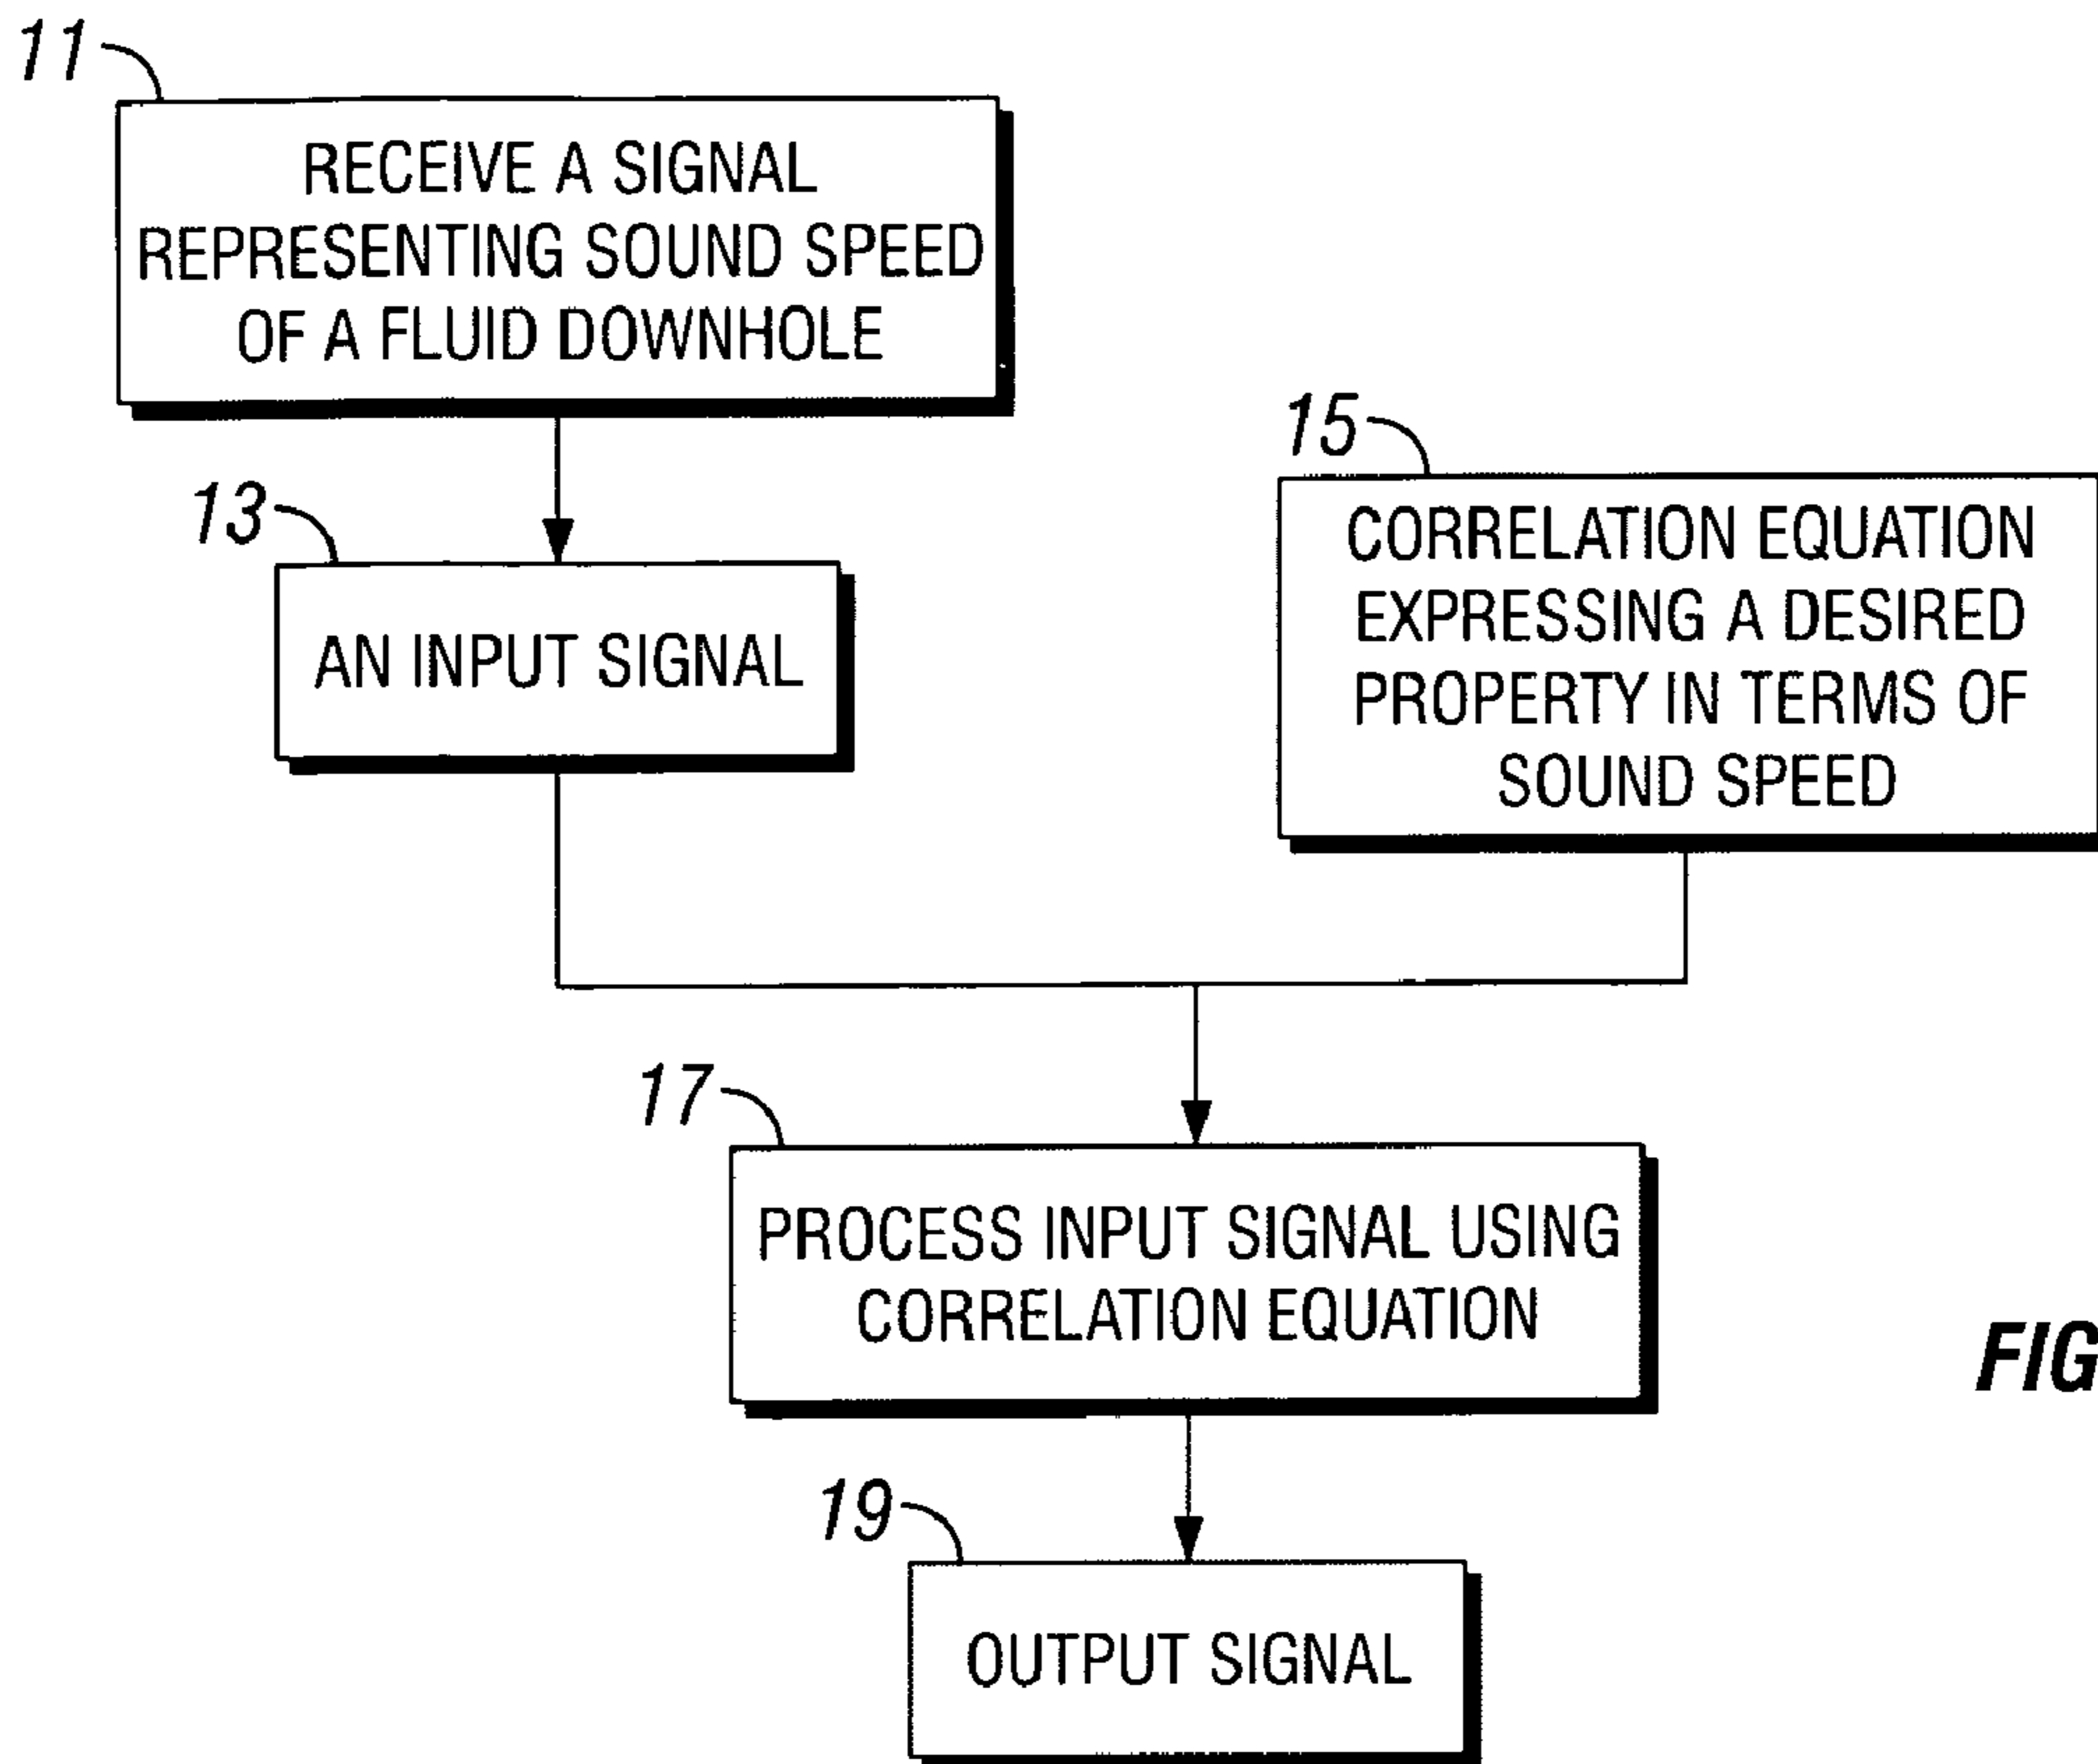 11
RECEIVE A SIGNAL
REPRESENTING SOUND SPEED
OF A FLUID DOWNHOLE
13
AN INPUT SIGNAL
15
CORRELATION EQUATION
EXPRESSING A DESIRED
PROPERTY IN TERMS OF
SOUND SPEED
17
PROCESS INPUT SIGNAL USING
CORRELATION EQUATION
FIG
19
OUTPUT SIGNAL